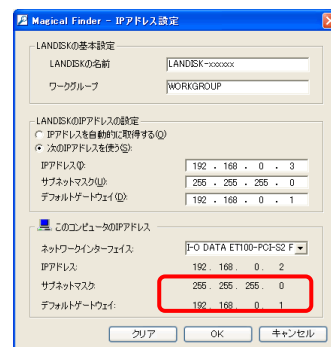 Magical Finder - IPアドレス設定
LANDISKの基本設定
LANDISKの名前 LANDISK-xxxxxx
ワークグループ WORKGROUP
LANDISKのIPアドレスの設定
IPアドレスを自動的に取得する(O)
次のIPアドレスを使う(S):
IPアドレス(I): 192 . 168 . 0 . 3
サブネットマスク(U): 255 . 255 . 255 . 0
デフォルトゲートウェイ(D): 192 . 168 . 0 . 1
このコンピュータのIPアドレス
ネットワークインターフェイス: I-O DATA ET100-PCI-S2 F
IPアドレス: 192 . 168 . 0 . 2
サブネットマスク: 255 . 255 . 255 . 0
デフォルトゲートウェイ: 192 . 168 . 0 . 1
クリア OK キャンセル